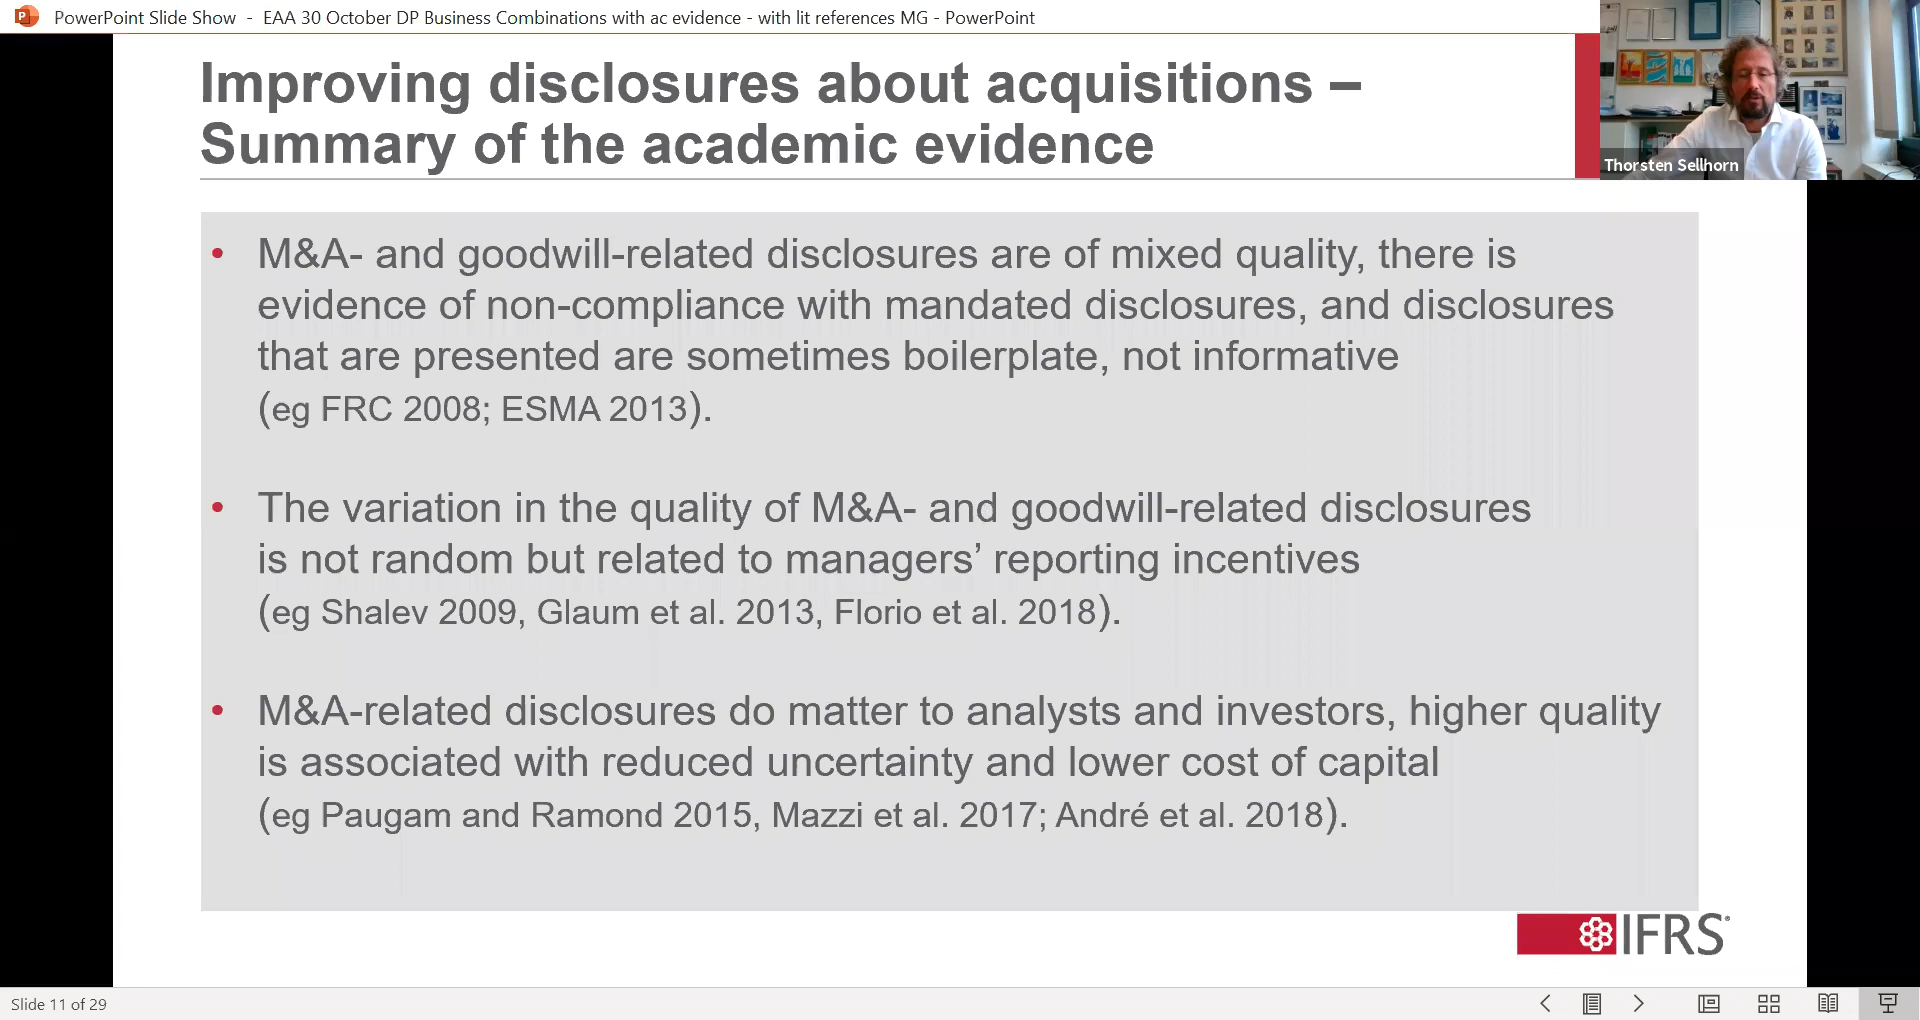 PowerPoint Slide Show - EAA 30 October DP Business Combinations with ac evidence - with lit references MG - PowerPoint
Improving disclosures about acquisitions –
Summary of the academic evidence
Thorsten Sellhorn
• M&A- and goodwill-related disclosures are of mixed quality, there is
evidence of non-compliance with mandated disclosures, and disclosures
that are presented are sometimes boilerplate, not informative
(eg FRC 2008; ESMA 2013).
• The variation in the quality of M&A- and goodwill-related disclosures
is not random but related to managers’ reporting incentives
(eg Shalev 2009, Glaum et al. 2013, Florio et al. 2018).
• M&A-related disclosures do matter to analysts and investors, higher quality
is associated with reduced uncertainty and lower cost of capital
(eg Paugam and Ramond 2015, Mazzi et al. 2017; André et al. 2018).
IFRS®
Slide 11 of 29